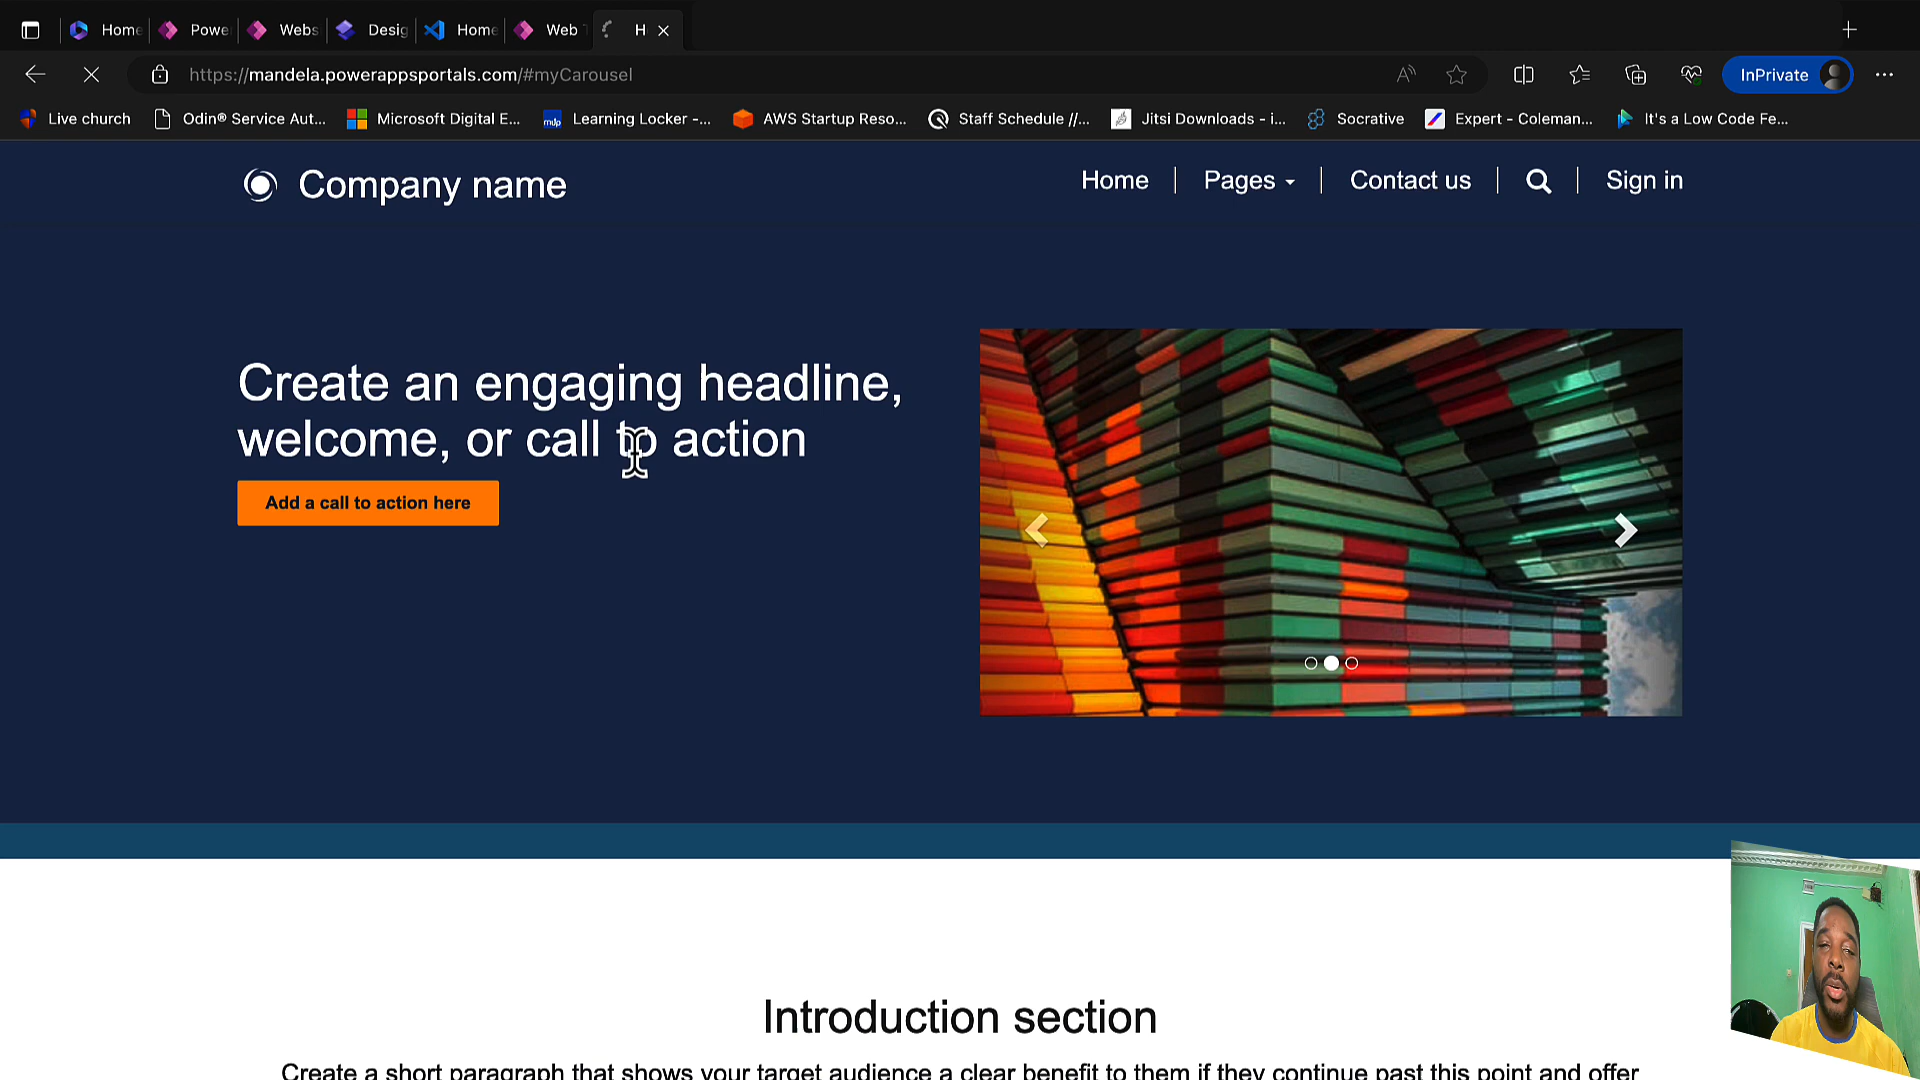 Home
Powe
Webs
Desig
Home
Web
H
https://mandela.powerappsportals.com/#myCarousel
InPrivate
Live church
Odin® Service Aut...
Microsoft Digital E...
mdp
Learning Locker -...
AWS Startup Reso...
Staff Schedule //...
Jitsi Downloads - i...
Socrative
Expert - Coleman...
It's a Low Code Fe...
Company name
Home
Pages
Contact us
Sign in
Create an engaging headline,
welcome, or call to action
Add a call to action here
Introduction section
Create a short paragraph that shows your target audience a clear benefit to them if they continue past this point and offer